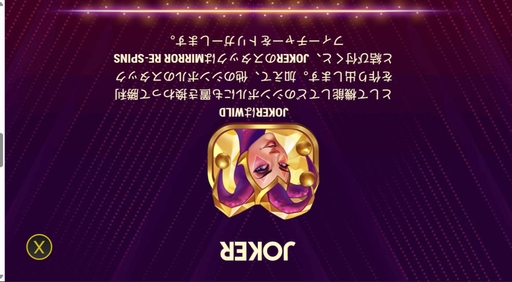 JOKER
JOKERはWILD
として機能してどのシンボルにも置き換わって勝利
を作り出します。加えて、他のシンボルのスタック
と結び付くと、JOKERのスタックはMIRROR RE-SPINS
フィーチャーをトリガーします。
X